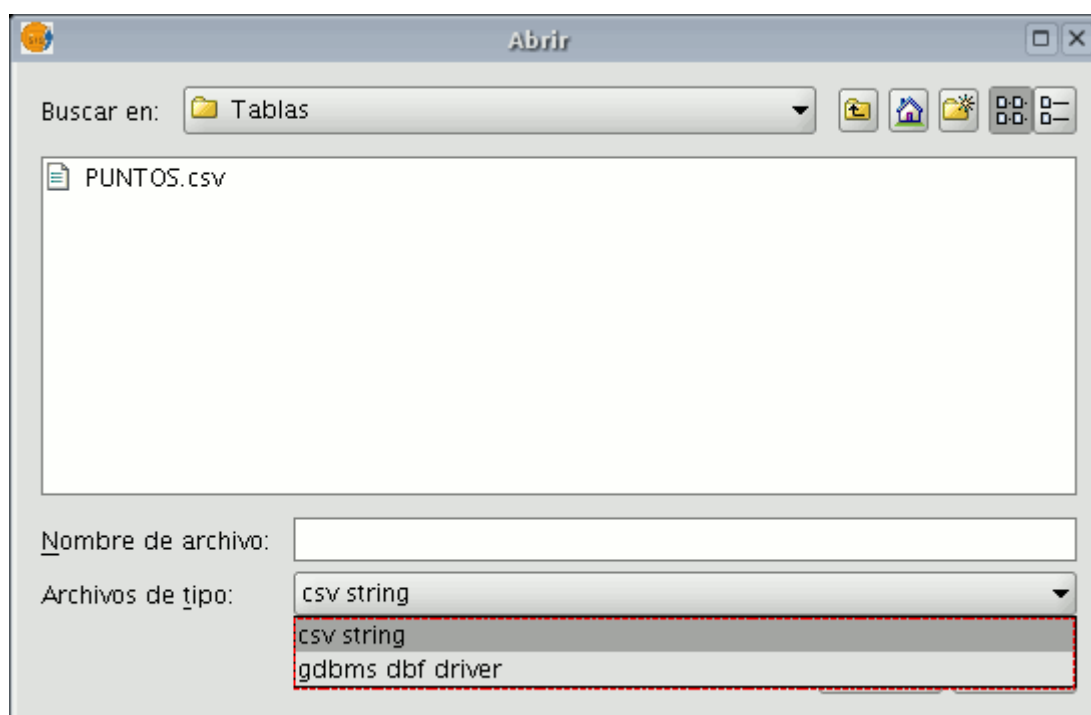 Abrir
Buscar en: Tablas
PUNTOS.csv
Nombre de archivo:
Archivos de tipo: csv string
csv string
gdbms dbf driver